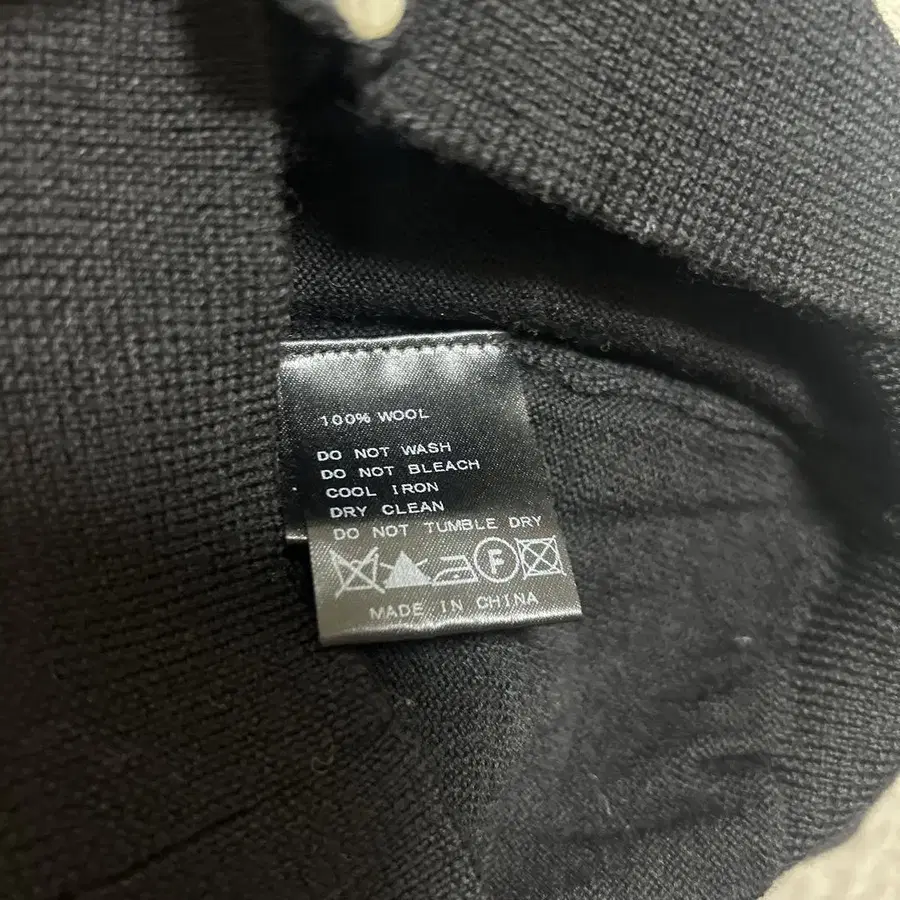 100% WOOL
DO NOT WASH
DO NOT BLEACH
COOL IRON
DRY CLEAN
DO NOT TUMBLE DRY
F
MADE IN CHINA